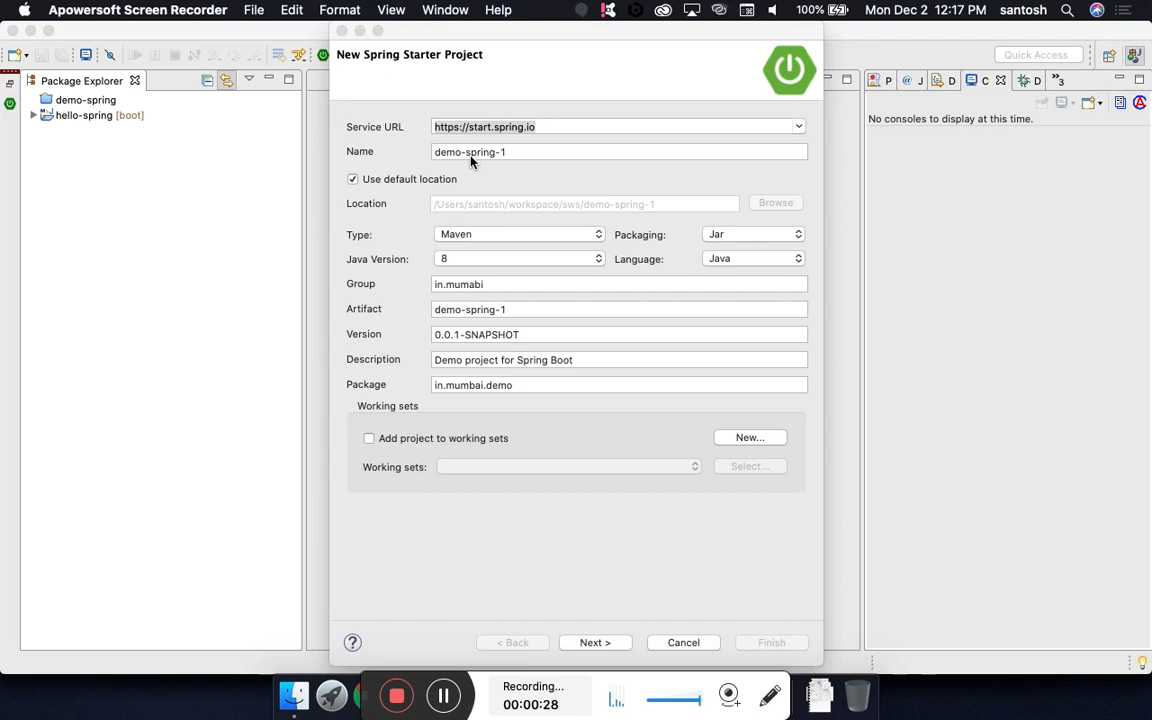 Apowersoft Screen Recorder File Edit Format View Window Help 100% Mon Dec 2 12:17 PM santosh
Quick Access
Package Explorer
demo-spring
hello-spring [boot]
New Spring Starter Project
Service URL https://start.spring.io
Name demo-spring-1
Use default location
Location /Users/santosh/workspace/sws/demo-spring-1 Browse
Type: Maven Packaging: Jar
Java Version: 8 Language: Java
Group in.mumabi
Artifact demo-spring-1
Version 0.0.1-SNAPSHOT
Description Demo project for Spring Boot
Package in.mumbai.demo
Working sets
Add project to working sets New...
Working sets: Select...
? < Back Next > Cancel Finish
P @ J D C D »3
No consoles to display at this time.
Recording...
00:00:28